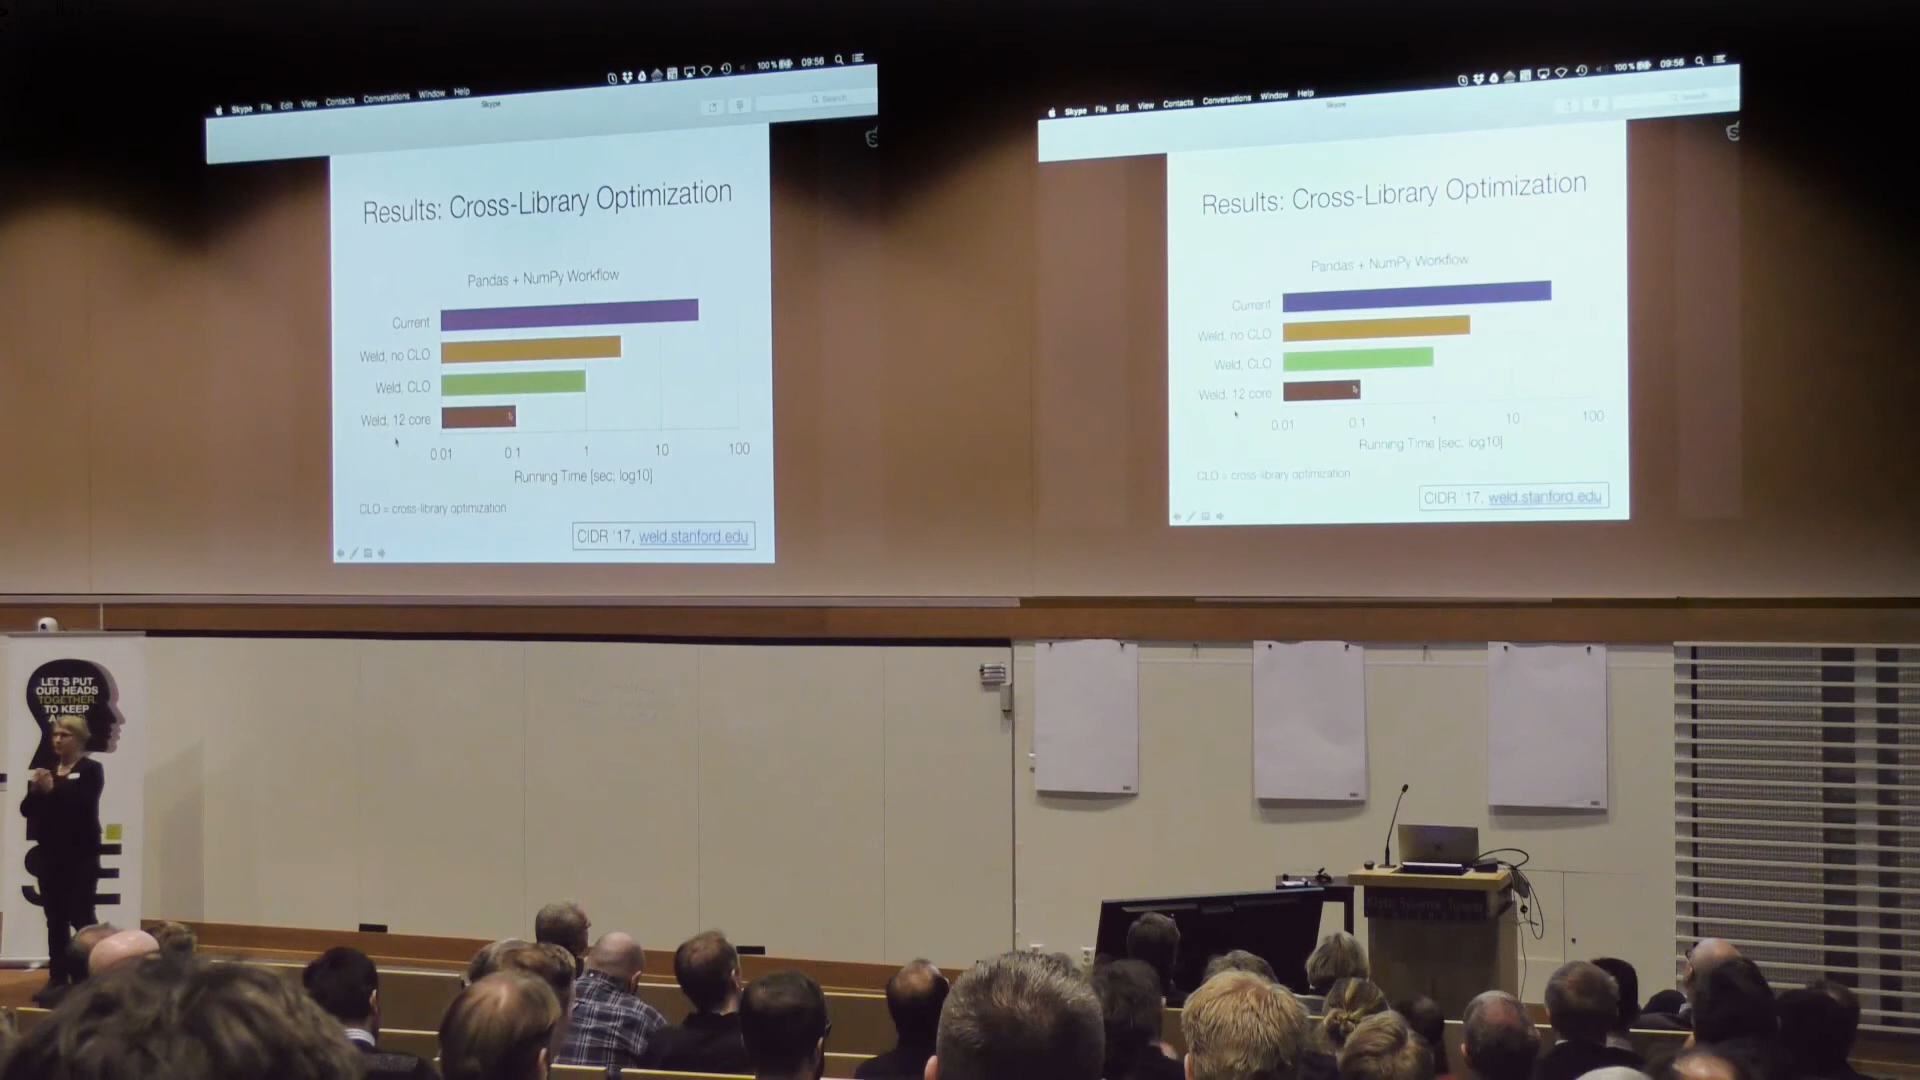 Skype File Edit View Contacts Conversations Window Help
100% 09:56
Skype
Search
Results: Cross-Library Optimization
Pandas + NumPy Workflow
Current
Weld, no CLO
Weld, CLO
Weld, 12 core
0.01 0.1 1 10 100
Running Time [sec; log10]
CLO = cross-library optimization
CIDR '17, weld.stanford.edu
Skype File Edit View Contacts Conversations Window Help
100% 09:56
Skype
Search
Results: Cross-Library Optimization
Pandas + NumPy Workflow
Current
Weld, no CLO
Weld, CLO
Weld, 12 core
0.01 0.1 1 10 100
Running Time [sec; log10]
CLO = cross-library optimization
CIDR '17, weld.stanford.edu
LET'S PUT
OUR HEADS
TOGETHER,
TO KEEP